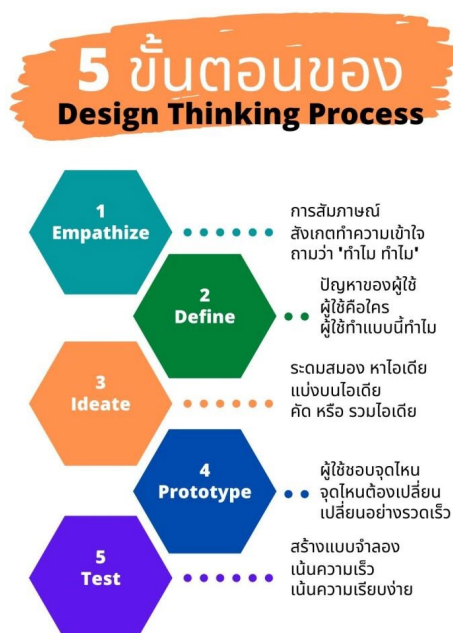 5 ขั้นตอนของ
Design Thinking Process
1
Empathize
การสัมภาษณ์
สังเกตทำความเข้าใจ
ถามว่า 'ทำไม ทำไม'
2
Define
ปัญหาของผู้ใช้
ผู้ใช้คือใคร
ผู้ใช้ทำแบบนี้ทำไม
3
Ideate
ระดมสมอง หาไอเดีย
แบ่งบนไอเดีย
คัด หรือ รวมไอเดีย
4
Prototype
ผู้ใช้ชอบจุดไหน
จุดไหนต้องเปลี่ยน
เปลี่ยนอย่างรวดเร็ว
5
Test
สร้างแบบจำลอง
เน้นความเร็ว
เน้นความเรียบง่าย